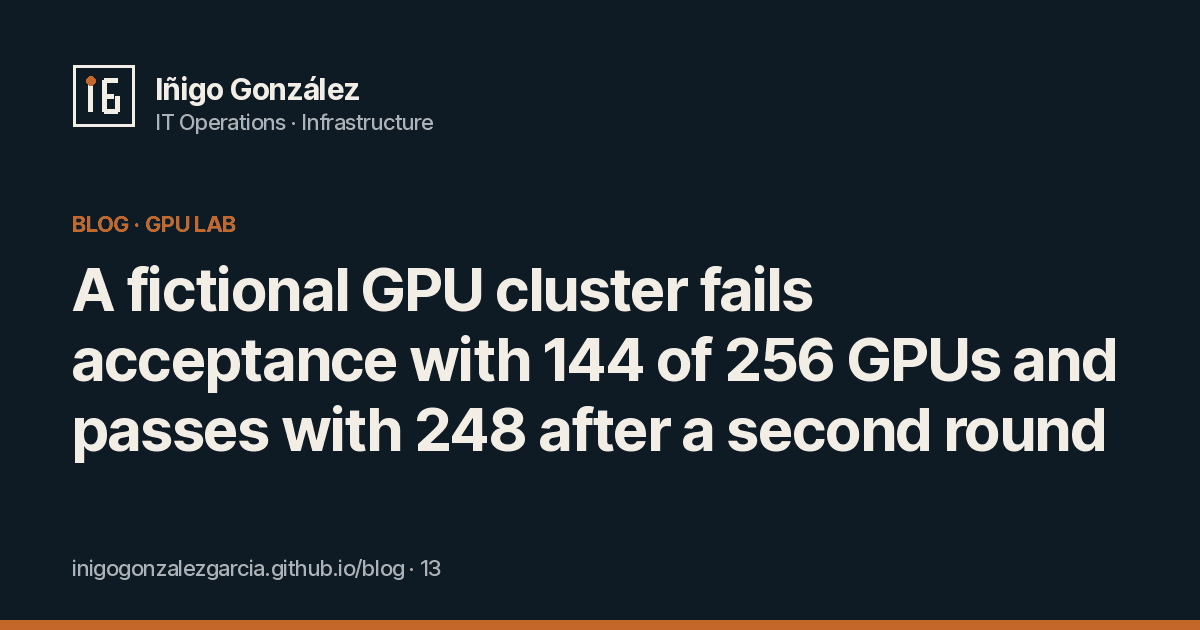 iG
Iñigo González
IT Operations · Infrastructure
BLOG · GPU LAB
A fictional GPU cluster fails
acceptance with 144 of 256 GPUs and
passes with 248 after a second round
inigogonzalezgarcia.github.io/blog · 13